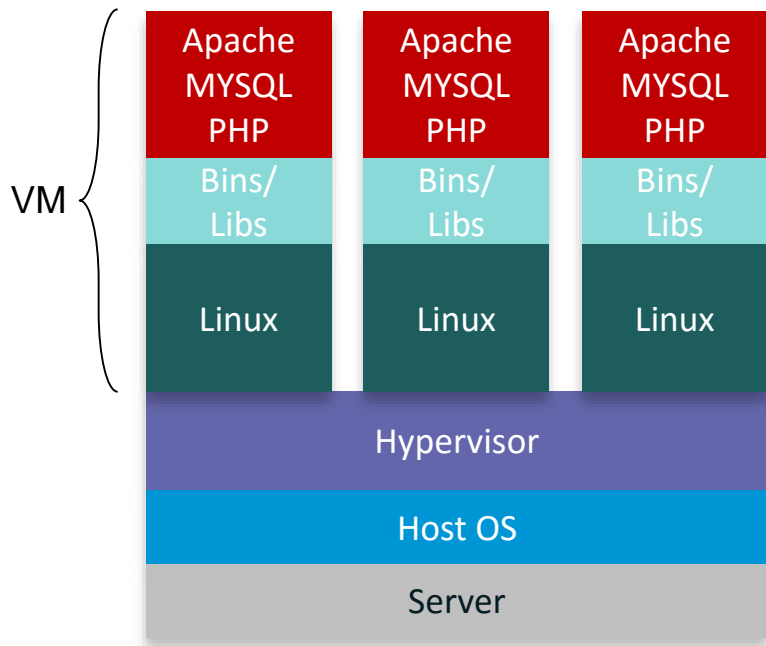 Apache
MYSQL
PHP
Apache
MYSQL
PHP
Apache
MYSQL
PHP
VM
Bins/
Libs
Bins/
Libs
Bins/
Libs
Linux
Linux
Linux
Hypervisor
Host OS
Server